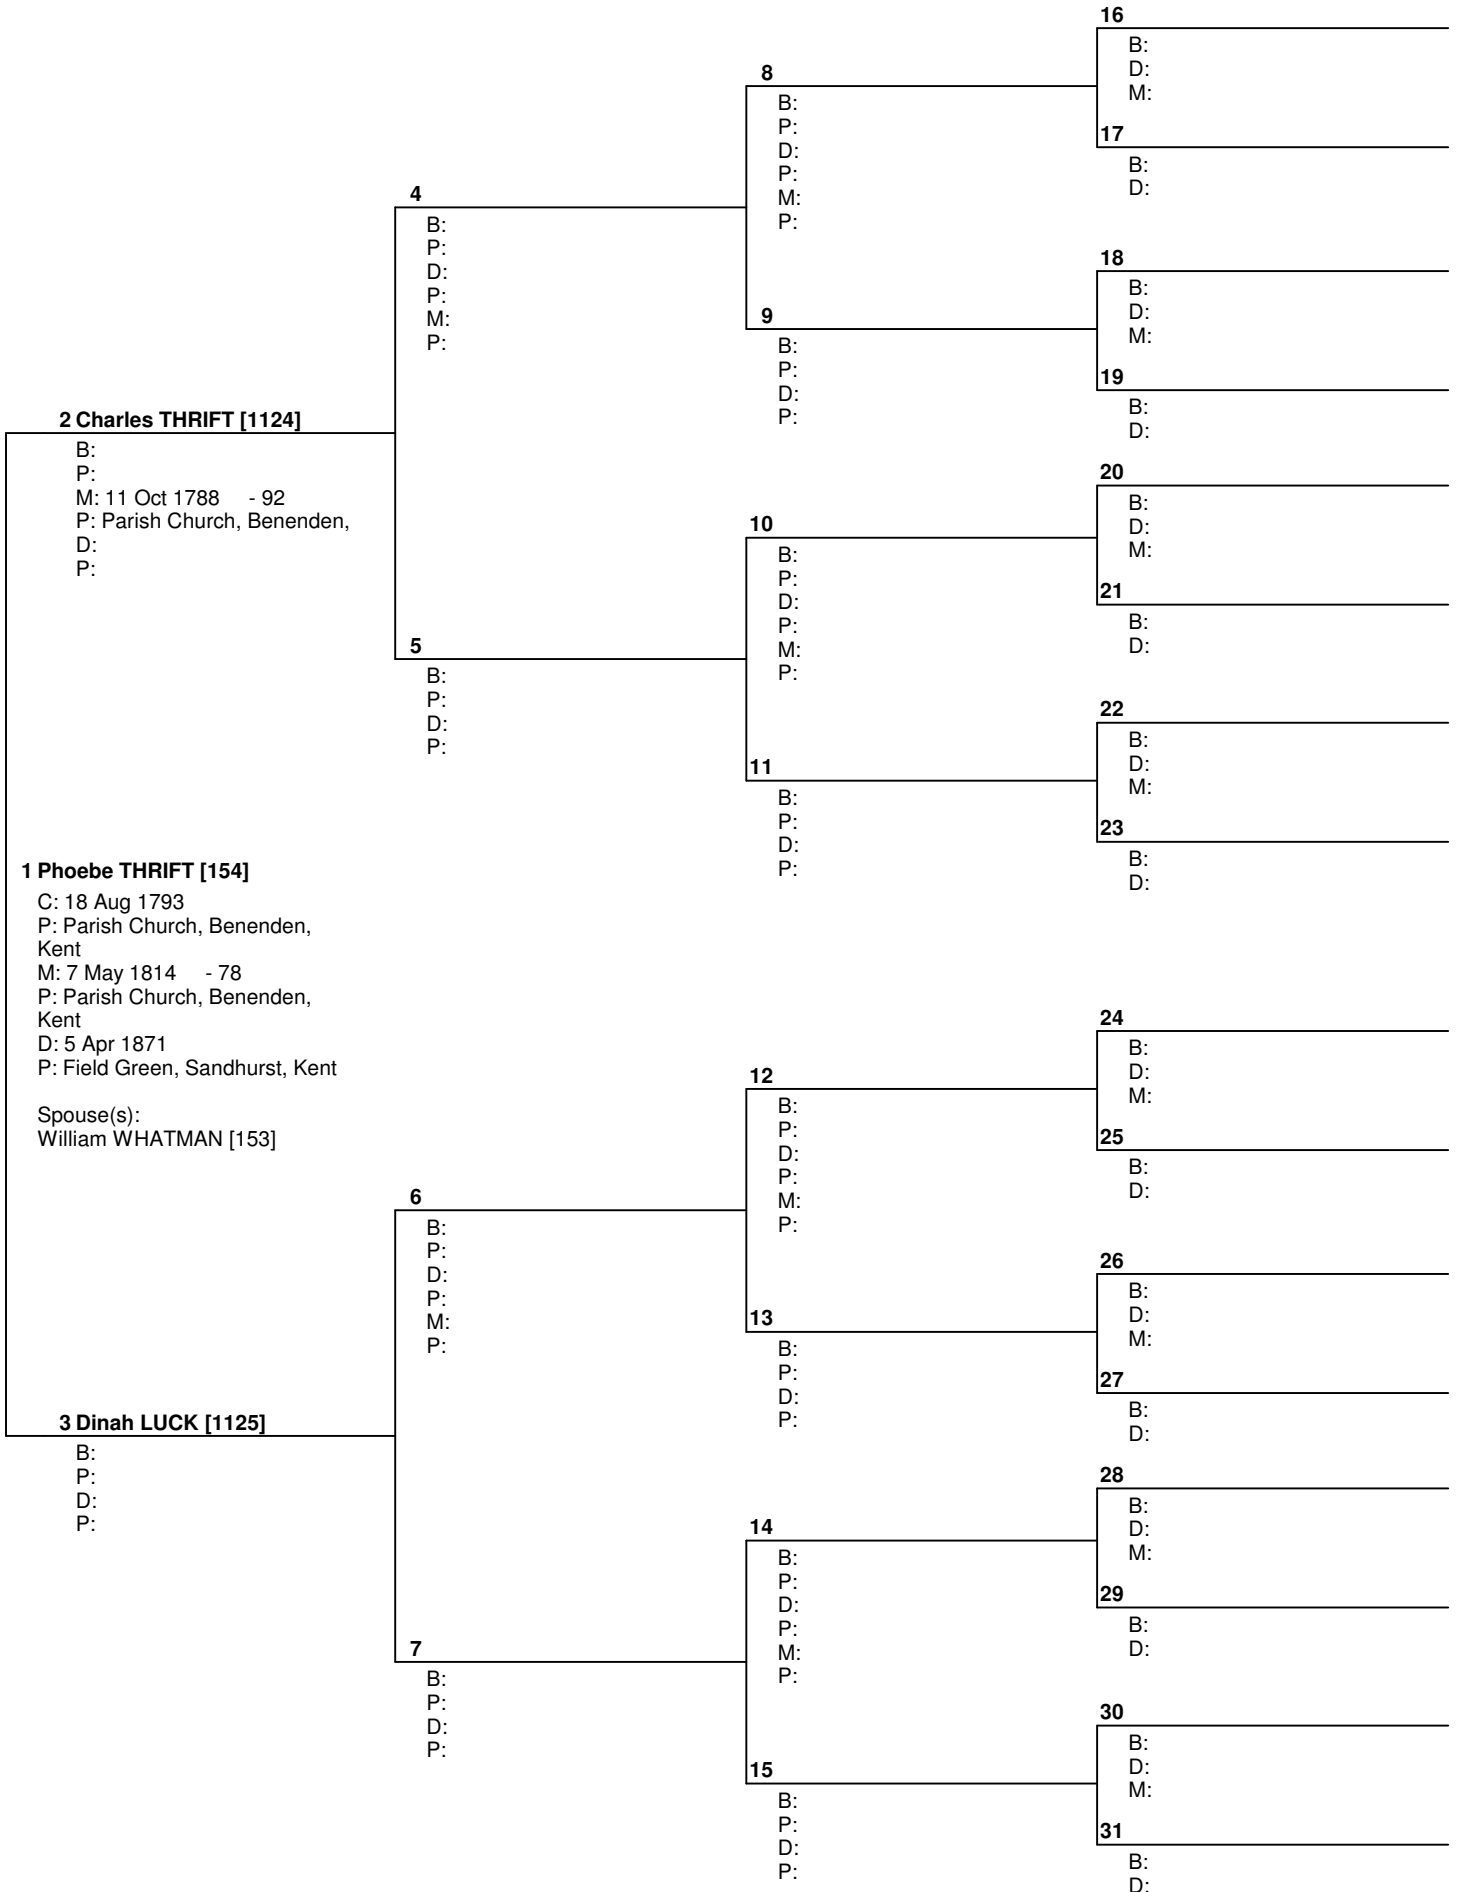 16
B:
D:
M:
8
B:
P:
D:
P:
M:
P:
17
B:
D:
4
B:
P:
D:
P:
M:
P:
18
B:
D:
M:
9
B:
P:
D:
P:
19
B:
D:
2 Charles THRIFT [1124]
B:
P:
M: 11 Oct 1788 - 92
P: Parish Church, Benenden,
D:
P:
20
B:
D:
M:
10
B:
P:
D:
P:
M:
P:
21
B:
D:
5
B:
P:
D:
P:
22
B:
D:
M:
11
B:
P:
D:
P:
23
B:
D:
1 Phoebe THRIFT [154]
C: 18 Aug 1793
P: Parish Church, Benenden,
Kent
M: 7 May 1814 - 78
P: Parish Church, Benenden,
Kent
D: 5 Apr 1871
P: Field Green, Sandhurst, Kent
Spouse(s):
William WHATMAN [153]
24
B:
D:
M:
12
B:
P:
D:
P:
M:
P:
25
B:
D:
6
B:
P:
D:
P:
M:
P:
26
B:
D:
M:
13
B:
P:
D:
P:
27
B:
D:
3 Dinah LUCK [1125]
B:
P:
D:
P:
28
B:
D:
M:
14
B:
P:
D:
P:
M:
P:
29
B:
D:
7
B:
P:
D:
P:
30
B:
D:
M:
15
B:
P:
D:
P:
31
B:
D: